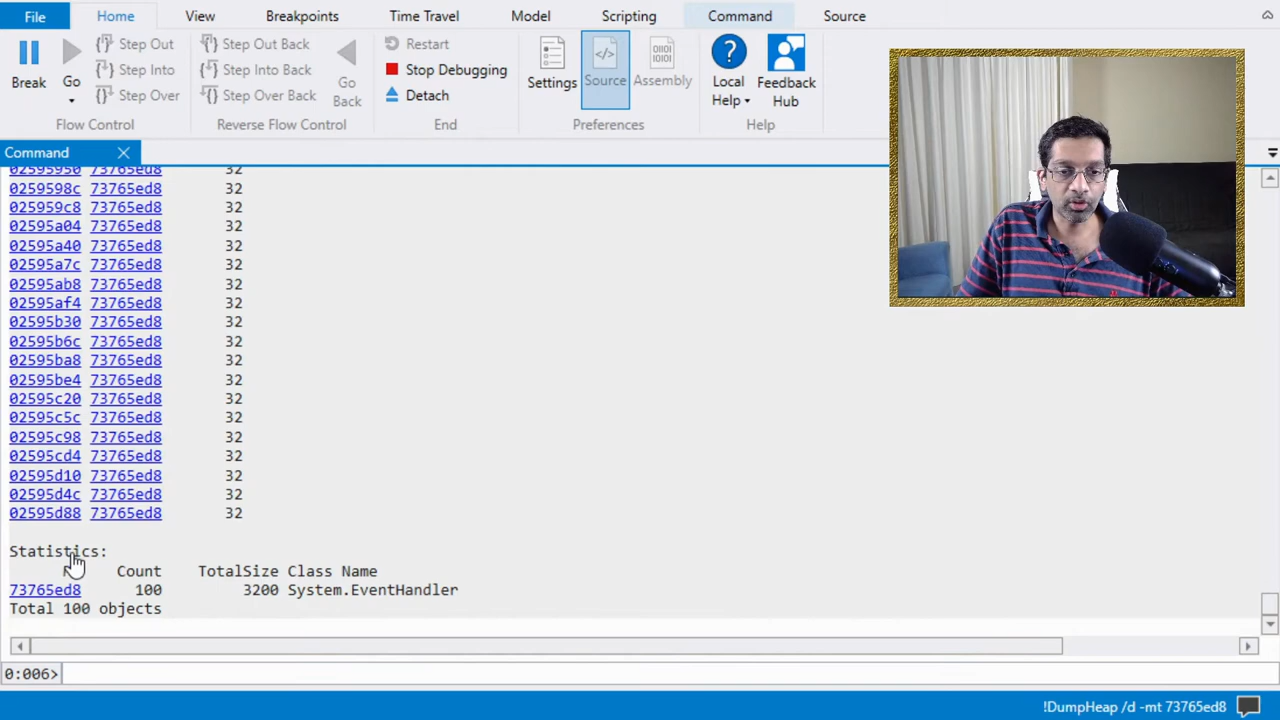 File Home View Breakpoints Time Travel Model Scripting Command Source
Break
Go
Step Out
Step Into
Step Over
Step Out Back
Step Into Back
Step Over Back
Go
Back
Restart
Stop Debugging
Detach
Settings
Source
Assembly
Local
Help
Feedback
Hub
Flow Control Reverse Flow Control End Preferences Help
Command
02595950 73765ed8 32
0259598c 73765ed8 32
025959c8 73765ed8 32
02595a04 73765ed8 32
02595a40 73765ed8 32
02595a7c 73765ed8 32
02595ab8 73765ed8 32
02595af4 73765ed8 32
02595b30 73765ed8 32
02595b6c 73765ed8 32
02595ba8 73765ed8 32
02595be4 73765ed8 32
02595c20 73765ed8 32
02595c5c 73765ed8 32
02595c98 73765ed8 32
02595cd4 73765ed8 32
02595d10 73765ed8 32
02595d4c 73765ed8 32
02595d88 73765ed8 32
Statistics:
Count TotalSize Class Name
73765ed8 100 3200 System.EventHandler
Total 100 objects
0:006>
!DumpHeap /d -mt 73765ed8